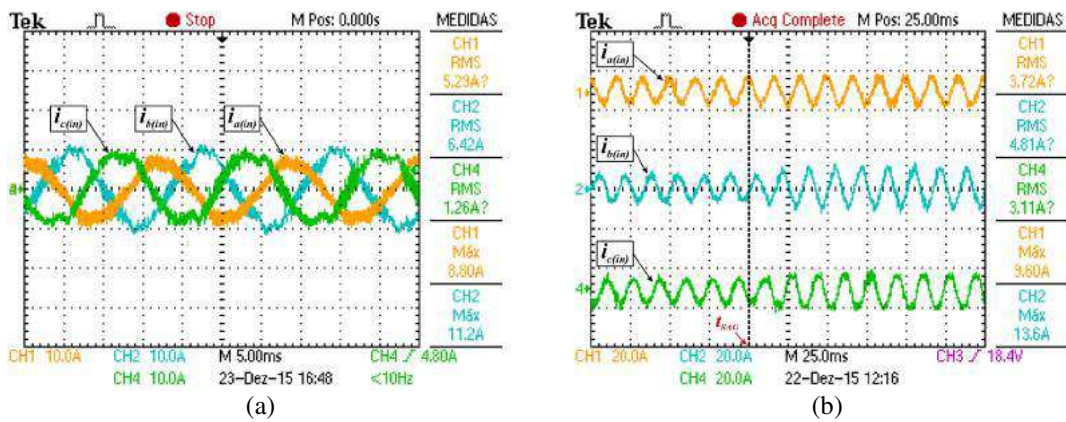 Tek Stop M Pos: 0.000s MEDIDAS
CH1
RMS
5.23A?
CH2
RMS
6.42A
CH4
RMS
1.26A?
CH1
Máx
8.80A
CH2
Máx
11.2A
i_c(in) i_b(in) i_a(in)
CH1 10.0A CH2 10.0A M 5.00ms CH4 4.80A
CH4 10.0A 23-Dez-15 16:48 <10Hz
(a)
Tek Acq Complete M Pos: 25.00ms MEDIDAS
CH1
RMS
3.72A?
CH2
RMS
4.81A?
CH4
RMS
3.11A?
CH1
Máx
9.60A
CH2
Máx
13.6A
i_a(in)
1
i_b(in)
2
i_c(in)
4
t_SAG
CH1 20.0A CH2 20.0A M 25.0ms CH3 18.4V
CH4 20.0A 22-Dez-15 12:16
(b)